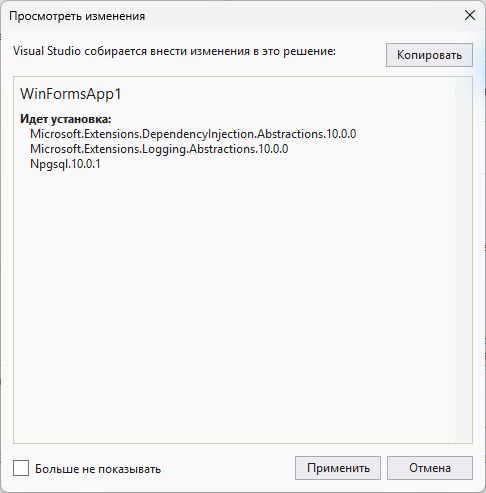 Просмотреть изменения
Visual Studio собирается внести изменения в это решение:
Копировать
WinFormsApp1
Идет установка:
Microsoft.Extensions.DependencyInjection.Abstractions.10.0.0
Microsoft.Extensions.Logging.Abstractions.10.0.0
Npgsql.10.0.1
Больше не показывать
Применить
Отмена